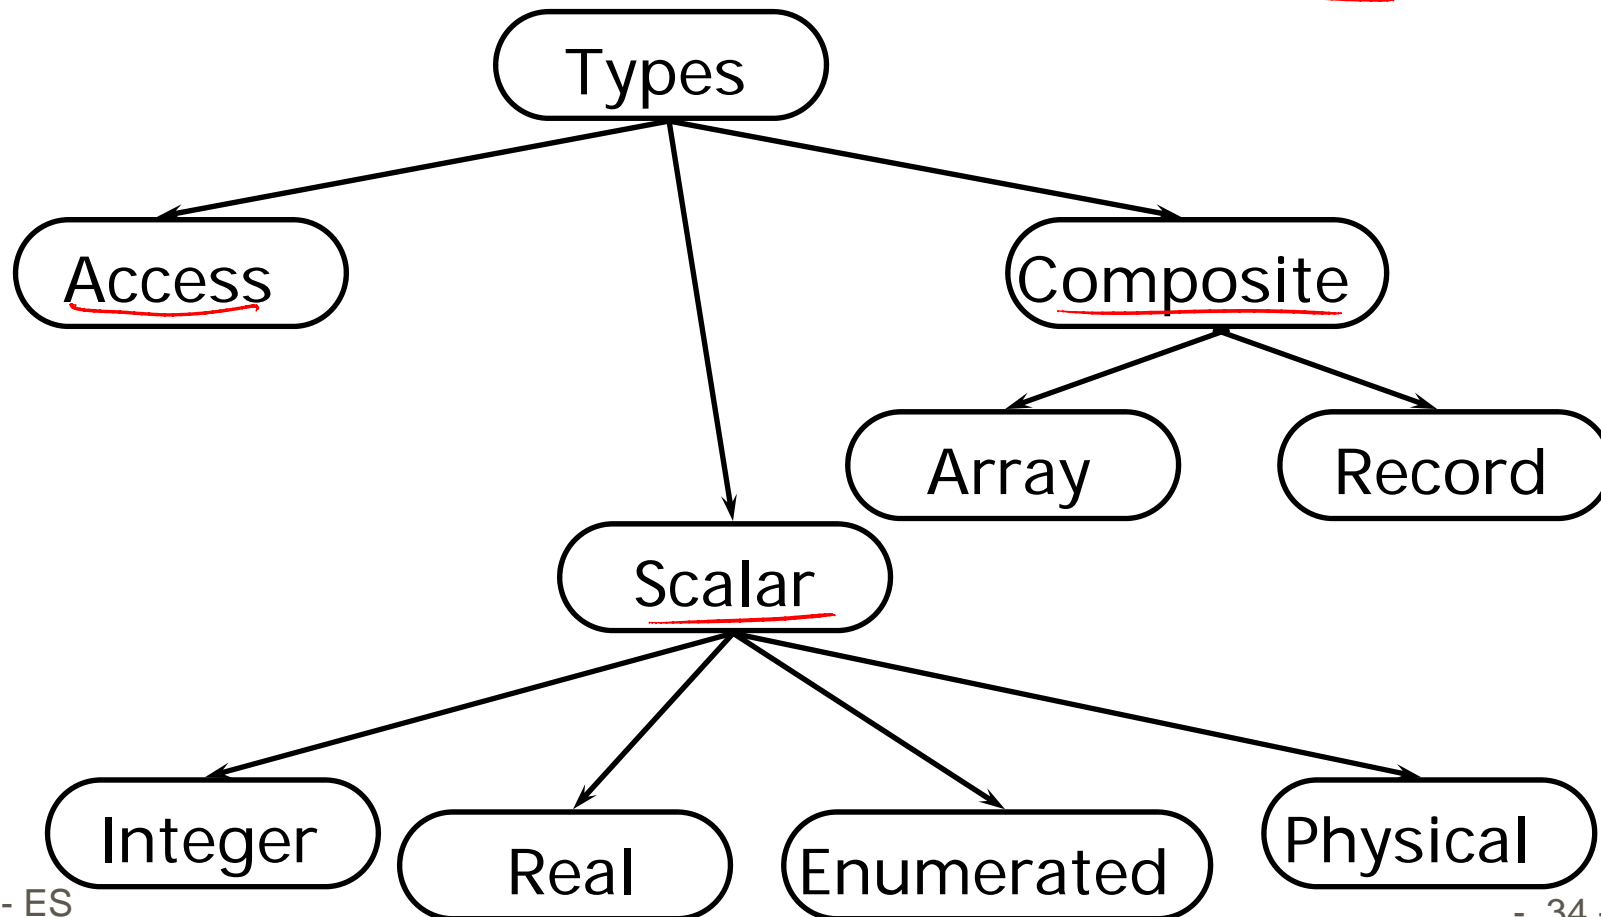 Types
Access
Composite
Array
Record
Scalar
Integer
Real
Enumerated
Physical
- ES
- 34 -